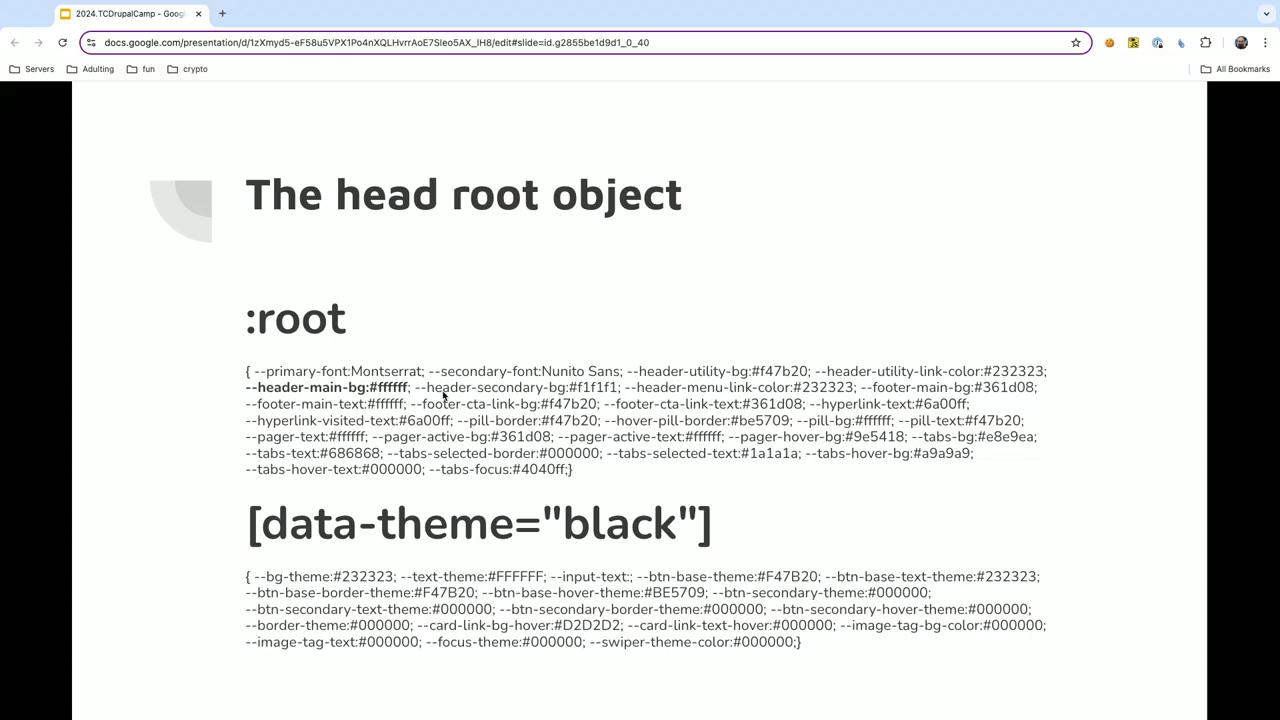 2024.TCDrupalCamp - Goog
docs.google.com/presentation/d/1zXmyd5-eF58u5VPX1Po4nXQLHvrrAoE7Sleo5AX_lH8/edit#slide=id.g2855be1d9d1_0_40
Servers Adulting fun crypto All Bookmarks
The head root object
:root
{ --primary-font:Montserrat; --secondary-font:Nunito Sans; --header-utility-bg:#f47b20; --header-utility-link-color:#232323;
--header-main-bg:#ffffff; --header-secondary-bg:#f1f1f1; --header-menu-link-color:#232323; --footer-main-bg:#361d08;
--footer-main-text:#ffffff; --footer-cta-link-bg:#f47b20; --footer-cta-link-text:#361d08; --hyperlink-text:#6a00ff;
--hyperlink-visited-text:#6a00ff; --pill-border:#f47b20; --hover-pill-border:#be5709; --pill-bg:#ffffff; --pill-text:#f47b20;
--pager-text:#ffffff; --pager-active-bg:#361d08; --pager-active-text:#ffffff; --pager-hover-bg:#9e5418; --tabs-bg:#e8e9ea;
--tabs-text:#686868; --tabs-selected-border:#000000; --tabs-selected-text:#1a1a1a; --tabs-hover-bg:#a9a9a9;
--tabs-hover-text:#000000; --tabs-focus:#4040ff;}
[data-theme="black"]
{ --bg-theme:#232323; --text-theme:#FFFFFF; --input-text:; --btn-base-theme:#F47B20; --btn-base-text-theme:#232323;
--btn-base-border-theme:#F47B20; --btn-base-hover-theme:#BE5709; --btn-secondary-theme:#000000;
--btn-secondary-text-theme:#000000; --btn-secondary-border-theme:#000000; --btn-secondary-hover-theme:#000000;
--border-theme:#000000; --card-link-bg-hover:#D2D2D2; --card-link-text-hover:#000000; --image-tag-bg-color:#000000;
--image-tag-text:#000000; --focus-theme:#000000; --swiper-theme-color:#000000;}